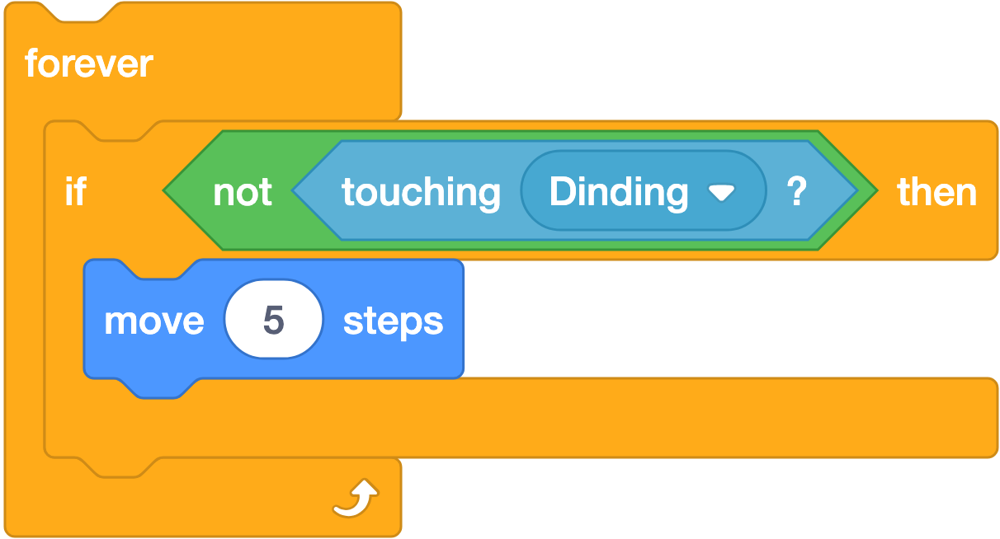 forever
if not touching Dinding ? then
move 5 steps